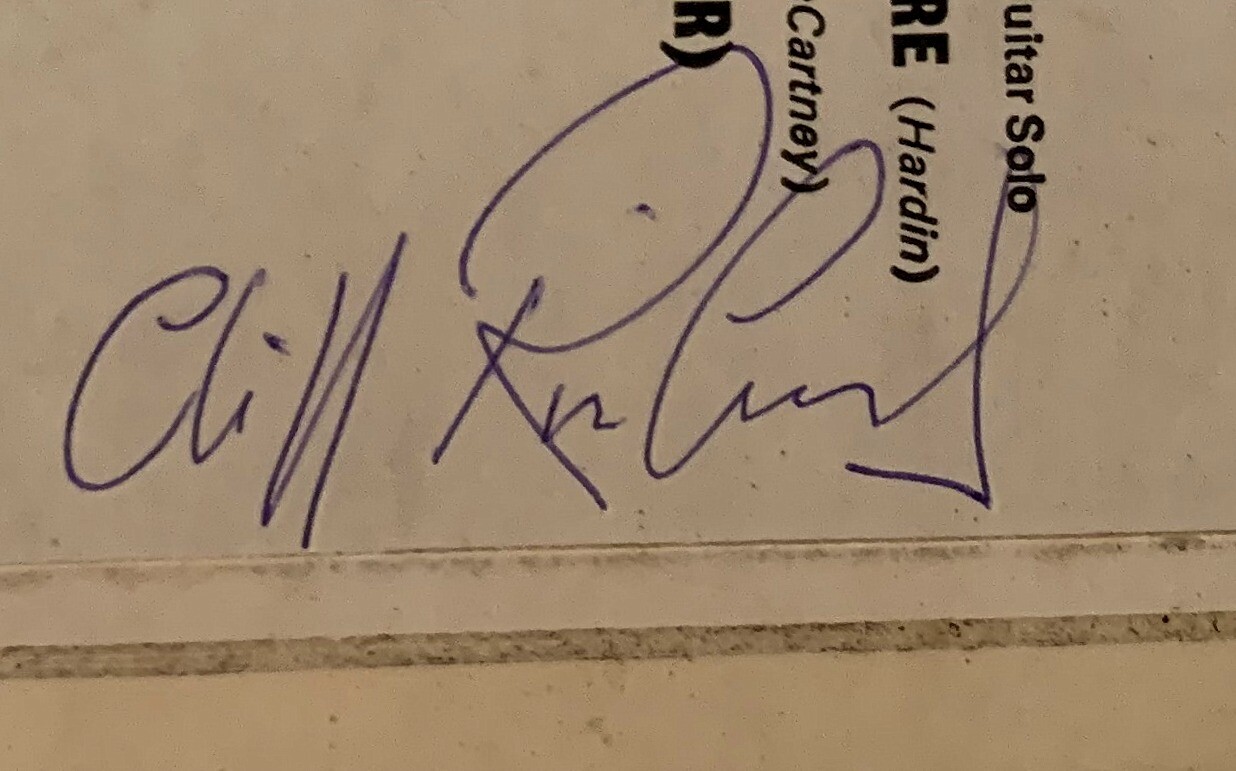 Cliff Richard
uitar Solo
RE (Hardin)
Cartney)
R)